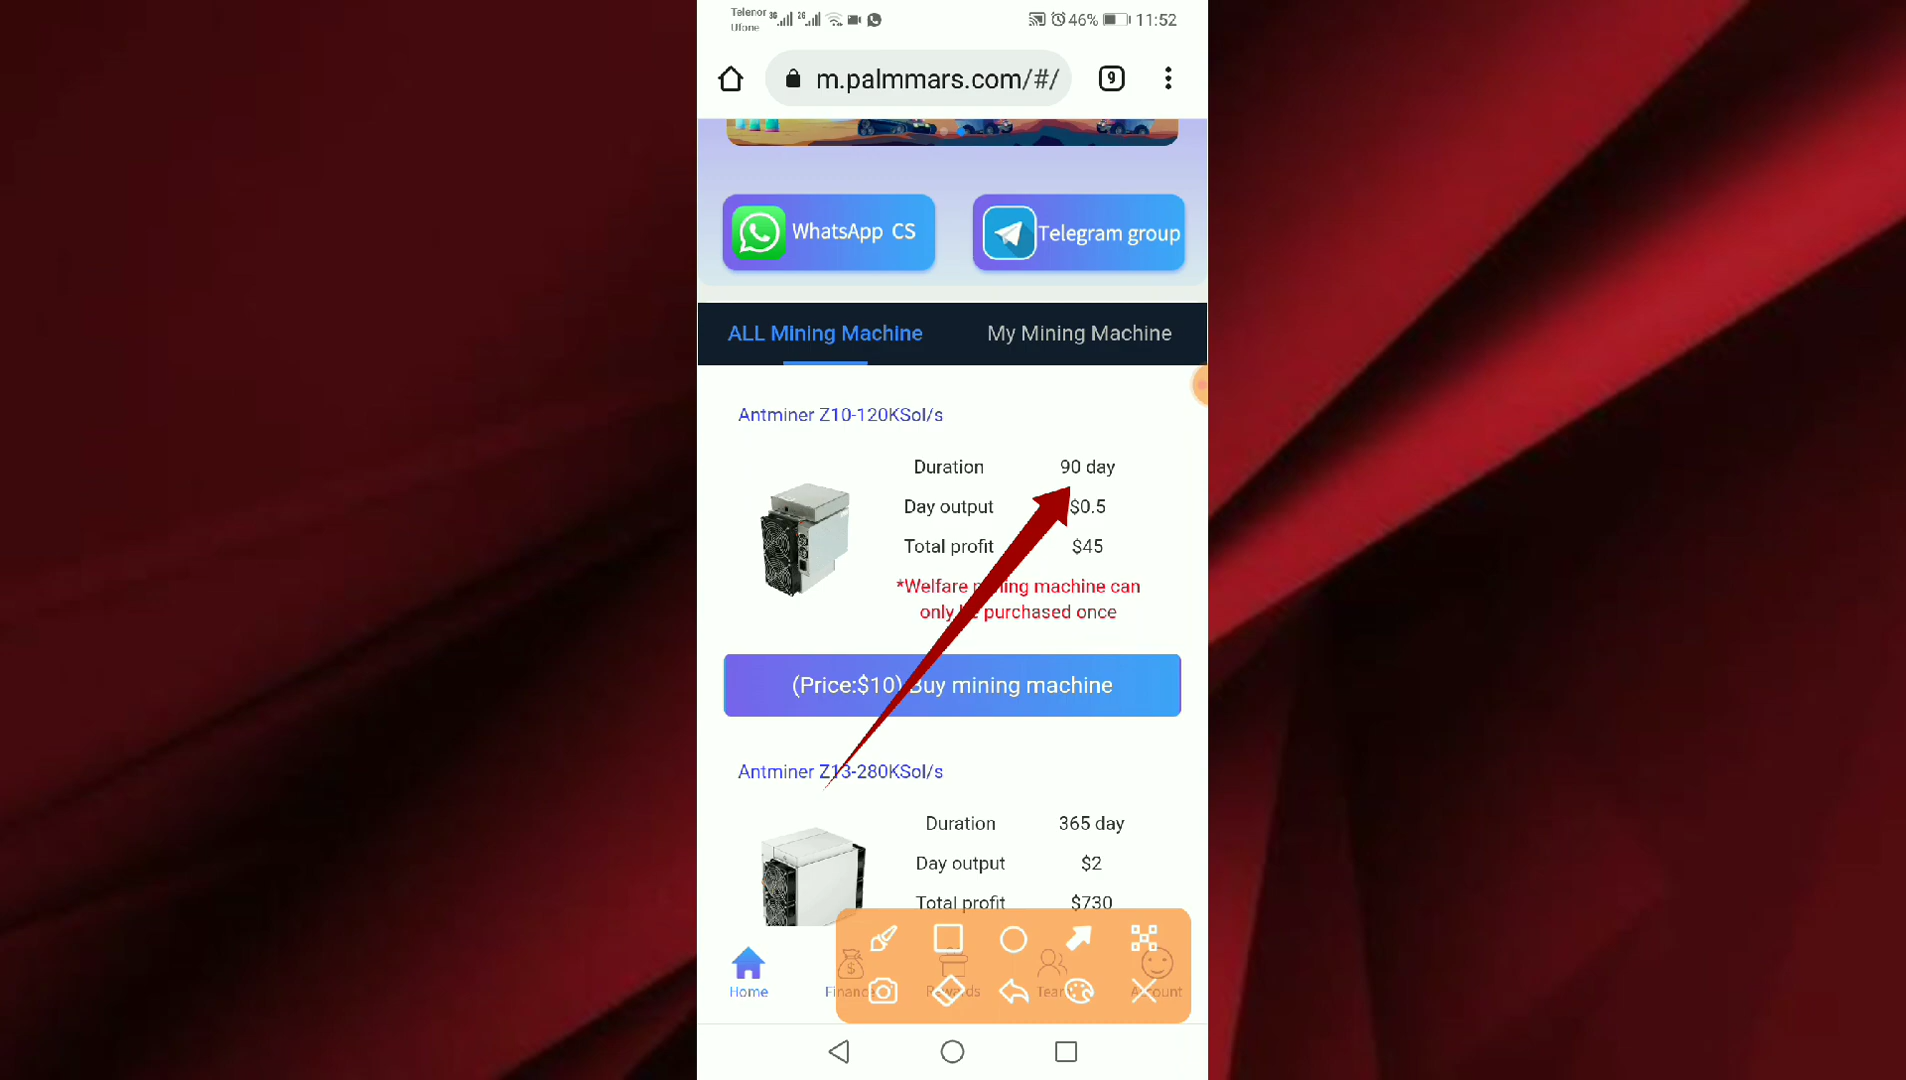 Telenor 3G 2G 46% 11:52
Ufone
m.palmmars.com/#/ 9
WhatsApp CS Telegram group
ALL Mining Machine My Mining Machine
Antminer Z10-120KSol/s
Duration 90 day
Day output $0.5
Total profit $45
*Welfare mining machine can
only be purchased once
(Price:$10) Buy mining machine
Antminer Z13-280KSol/s
Duration 365 day
Day output $2
Total profit $730
Home Finance Rewards Team Account